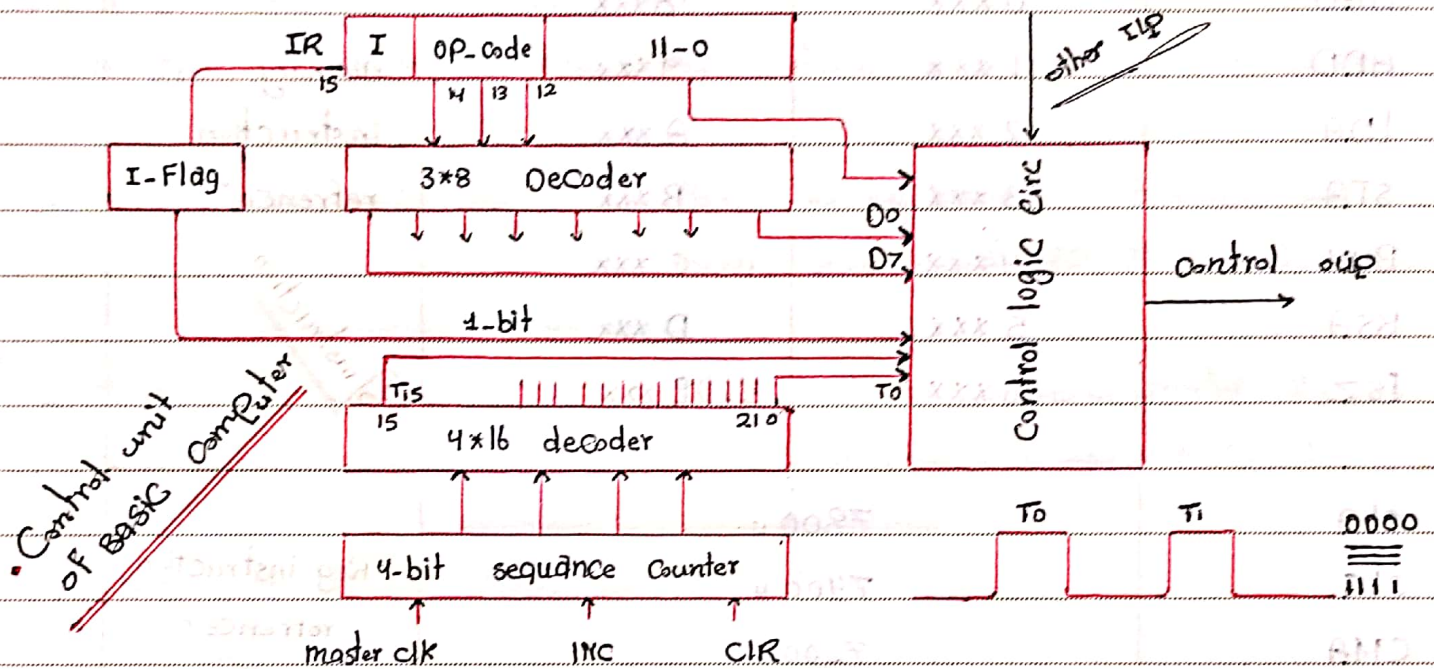 IR
I
OP_code
11-0
15
14
13
12
other I/P
I-Flag
3*8 Decoder
D0
D7
1-bit
Control logic Circ
Control o/p
T15
T0
15
2 1 0
4*16 decoder
4-bit sequance Counter
master clk
INC
CLR
• Control unit
of Basic Computer
T0
T1
0000
1111